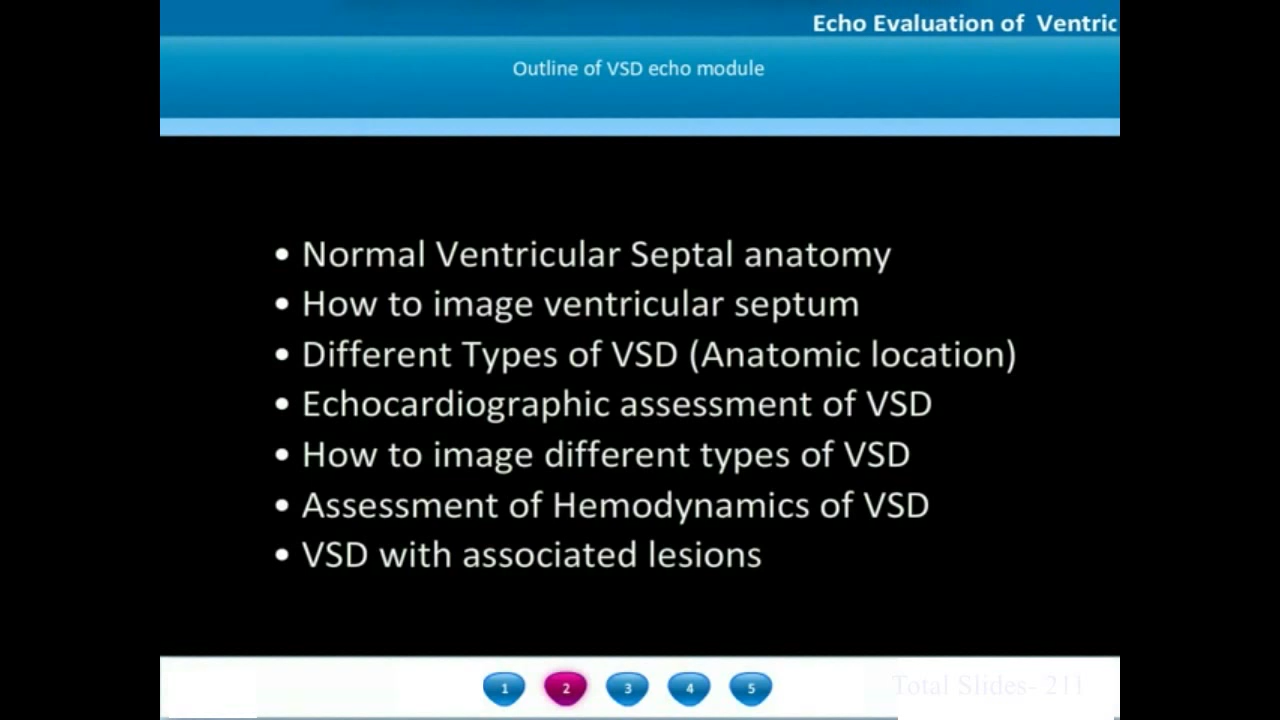 Echo Evaluation of Ventric
Outline of VSD echo module
• Normal Ventricular Septal anatomy
• How to image ventricular septum
• Different Types of VSD (Anatomic location)
• Echocardiographic assessment of VSD
• How to image different types of VSD
• Assessment of Hemodynamics of VSD
• VSD with associated lesions
1 2 3 4 5
Total Slides- 211